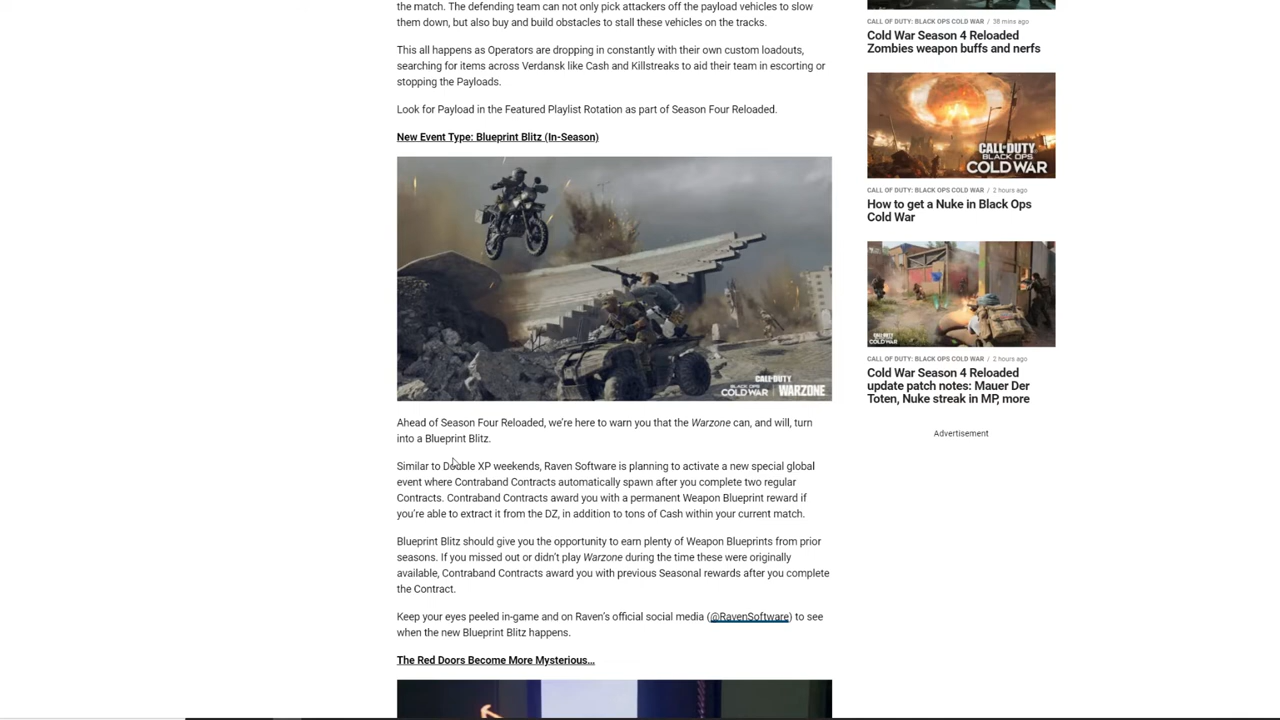 the match. The defending team can not only pick attackers off the payload vehicles to slow
them down, but also buy and build obstacles to stall these vehicles on the tracks.
This all happens as Operators are dropping in constantly with their own custom loadouts,
searching for items across Verdansk like Cash and Killstreaks to aid their team in escorting or
stopping the Payloads.
Look for Payload in the Featured Playlist Rotation as part of Season Four Reloaded.
New Event Type: Blueprint Blitz (In-Season)
CALL OF DUTY
BLACK OPS
COLD WAR | WARZONE
Ahead of Season Four Reloaded, we're here to warn you that the Warzone can, and will, turn
into a Blueprint Blitz.
Similar to Double XP weekends, Raven Software is planning to activate a new special global
event where Contraband Contracts automatically spawn after you complete two regular
Contracts. Contraband Contracts award you with a permanent Weapon Blueprint reward if
you're able to extract it from the DZ, in addition to tons of Cash within your current match.
Blueprint Blitz should give you the opportunity to earn plenty of Weapon Blueprints from prior
seasons. If you missed out or didn't play Warzone during the time these were originally
available, Contraband Contracts award you with previous Seasonal rewards after you complete
the Contract.
Keep your eyes peeled in-game and on Raven's official social media (@RavenSoftware) to see
when the new Blueprint Blitz happens.
The Red Doors Become More Mysterious...
CALL OF DUTY: BLACK OPS COLD WAR / 38 mins ago
Cold War Season 4 Reloaded
Zombies weapon buffs and nerfs
CALL OF DUTY
BLACK OPS
COLD WAR
CALL OF DUTY: BLACK OPS COLD WAR / 2 hours ago
How to get a Nuke in Black Ops
Cold War
CALL OF DUTY
COLD WAR
CALL OF DUTY: BLACK OPS COLD WAR / 2 hours ago
Cold War Season 4 Reloaded
update patch notes: Mauer Der
Toten, Nuke streak in MP, more
Advertisement